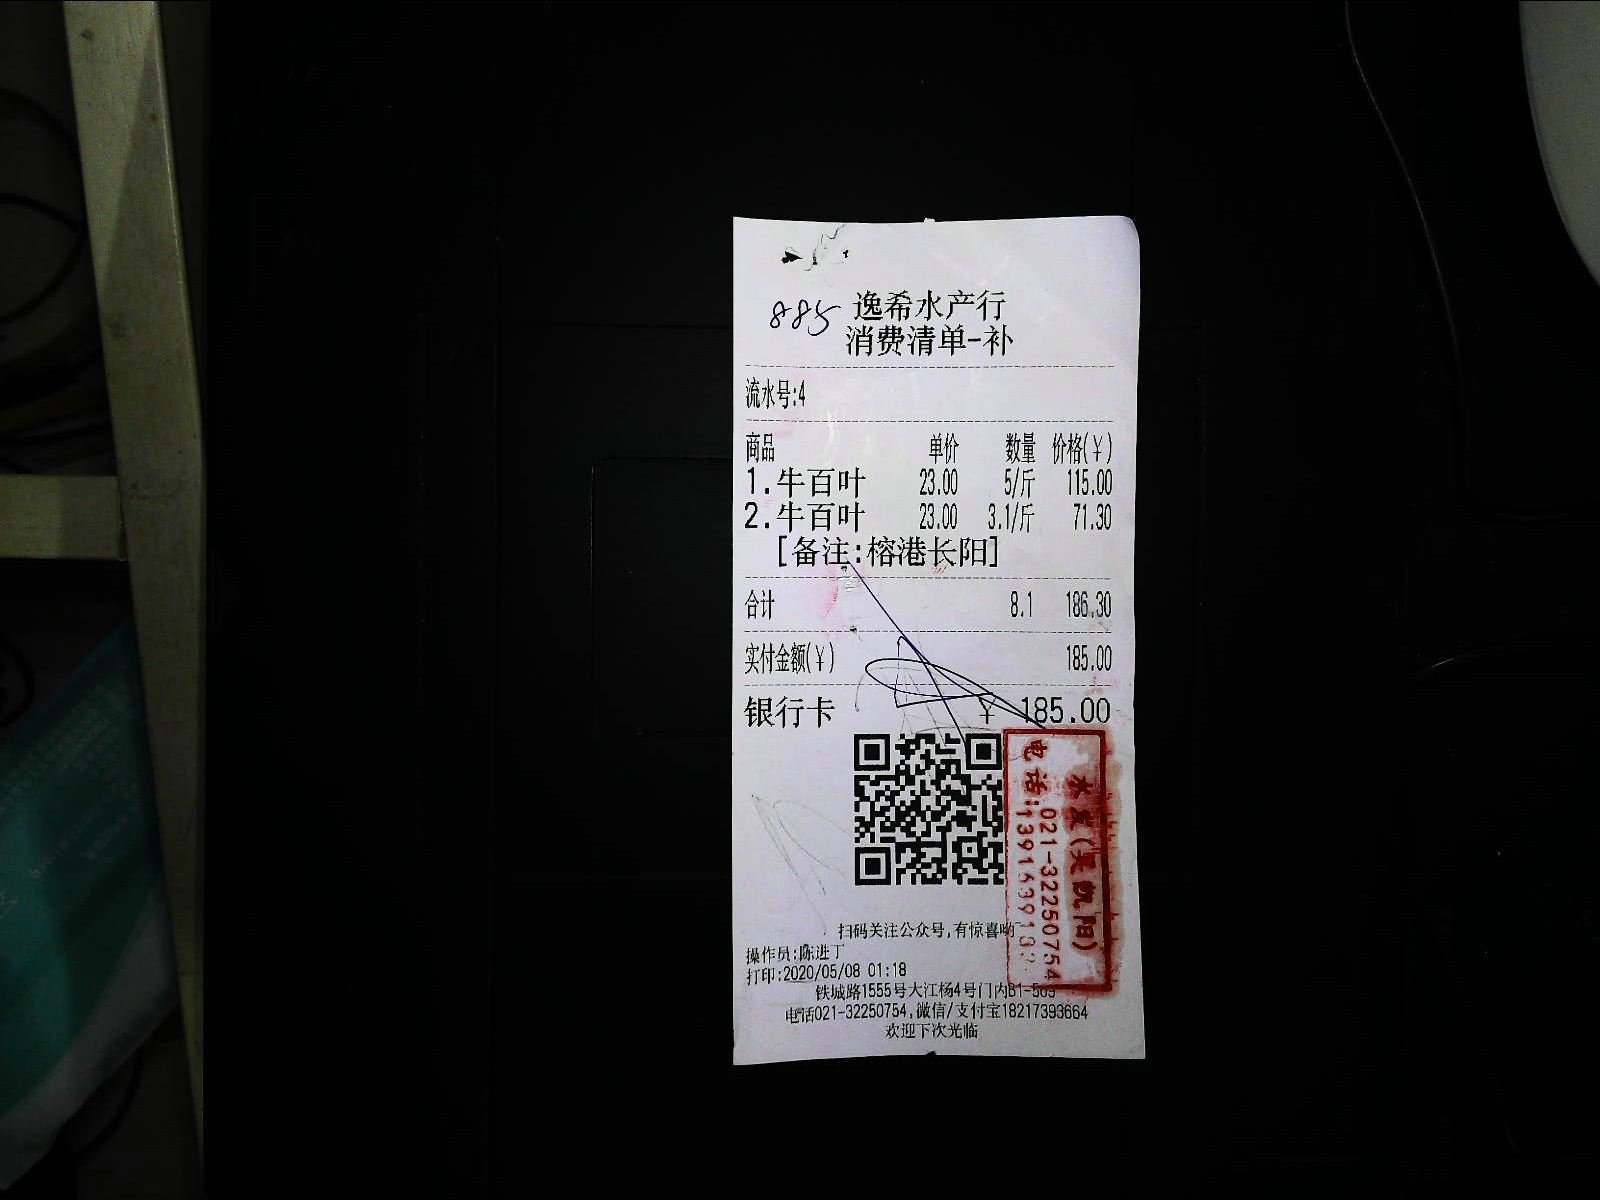 885
逸希水产行
消费清单-补
流水号:4
商品 单价 数量 价格(¥)
1.牛百叶 23.00 5/斤 115.00
2.牛百叶 23.00 3.1/斤 71.30
[备注:榕港长阳]
合计 8.1 186.30
实付金额(¥) 185.00
银行卡 ¥ 185.00
水发(吴凯阳)
021-32250754
电话:139163913
扫码关注公众号,有惊喜哟~
操作员:陈进丁
打印:2020/05/08 01:18
铁城路1555号大江杨4号门内B1-509
电话021-32250754,微信/支付宝18217393664
欢迎下次光临